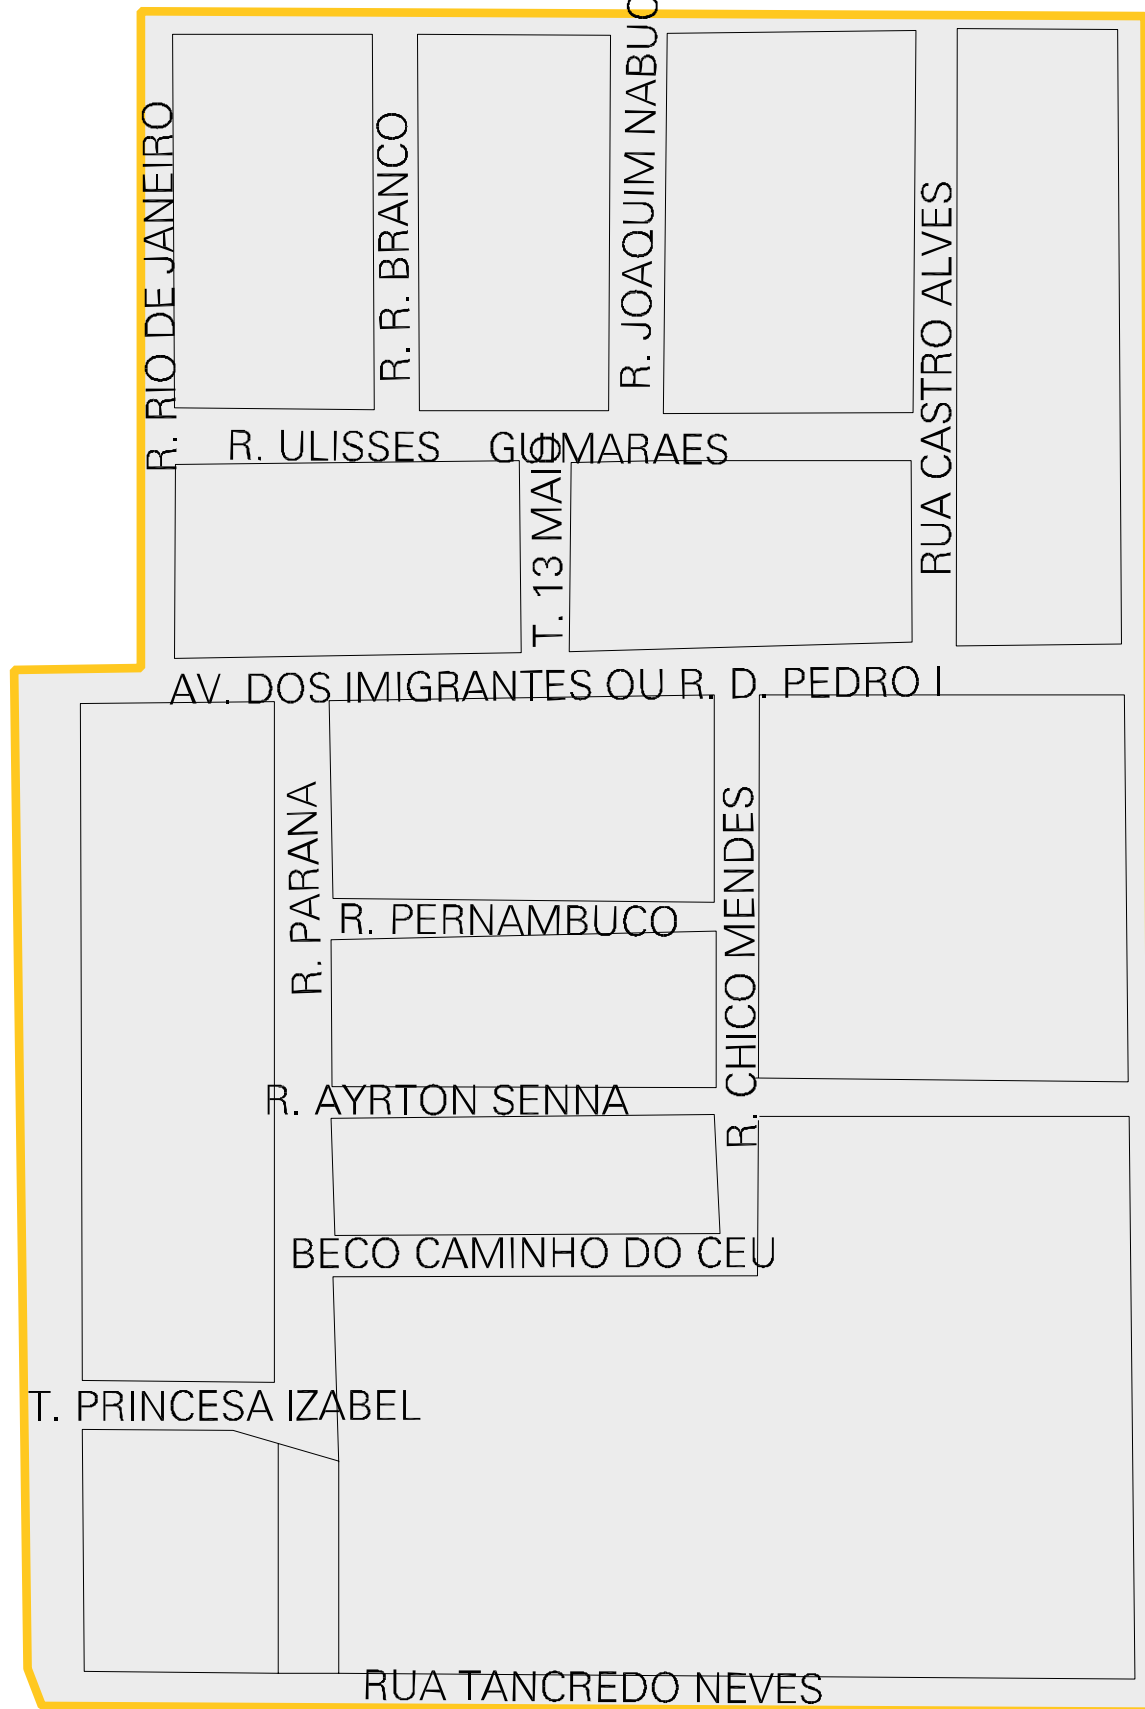 R. RIO DE JANEIRO
R. R. BRANCO
R. JOAQUIM NABUC
RUA CASTRO ALVES
R. ULISSES GUIMARAES
T. 13 MAIO
AV. DOS IMIGRANTES OU R. D. PEDRO I
R. PARANA
R. CHICO MENDES
R. PERNAMBUCO
R. AYRTON SENNA
BECO CAMINHO DO CEU
T. PRINCESA IZABEL
RUA TANCREDO NEVES